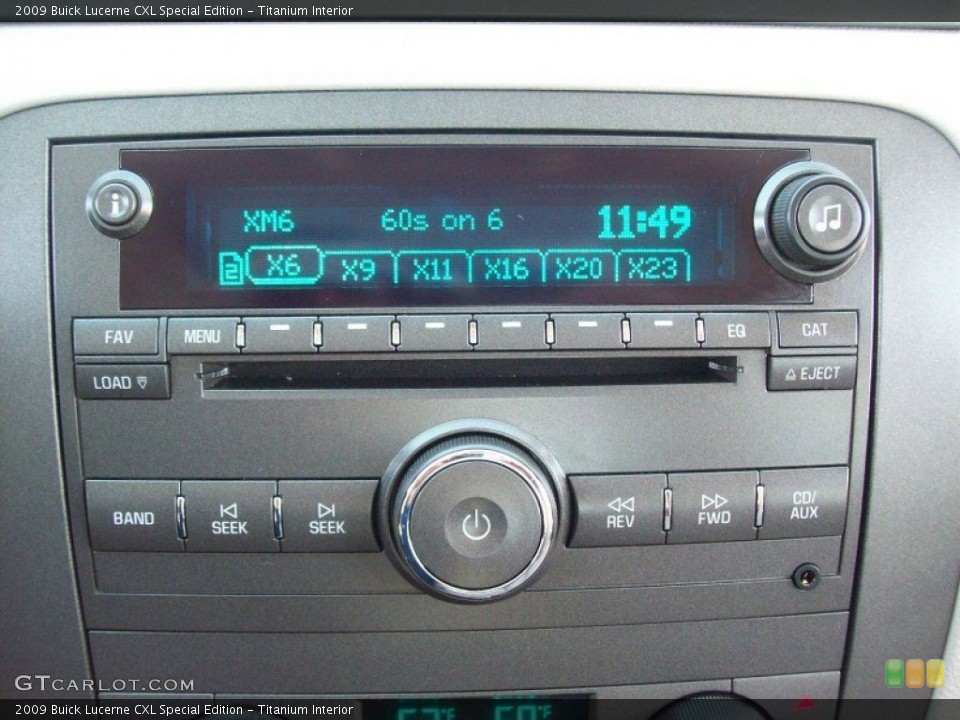 2009 Buick Lucerne CXL Special Edition - Titanium Interior
XM6 60s on 6 11:49
2 X6 X9 X11 X16 X20 X23
FAV MENU EQ CAT
LOAD EJECT
BAND SEEK SEEK REV FWD CD/
AUX
GTCARLOT.COM
2009 Buick Lucerne CXL Special Edition - Titanium Interior